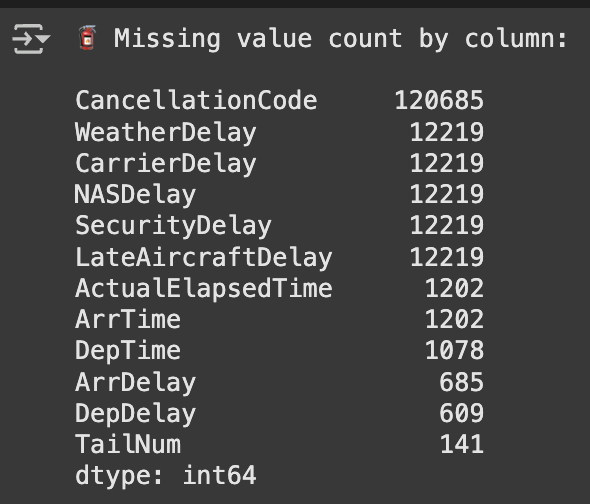 🧯 Missing value count by column:
CancellationCode 120685
WeatherDelay 12219
CarrierDelay 12219
NASDelay 12219
SecurityDelay 12219
LateAircraftDelay 12219
ActualElapsedTime 1202
ArrTime 1202
DepTime 1078
ArrDelay 685
DepDelay 609
TailNum 141
dtype: int64